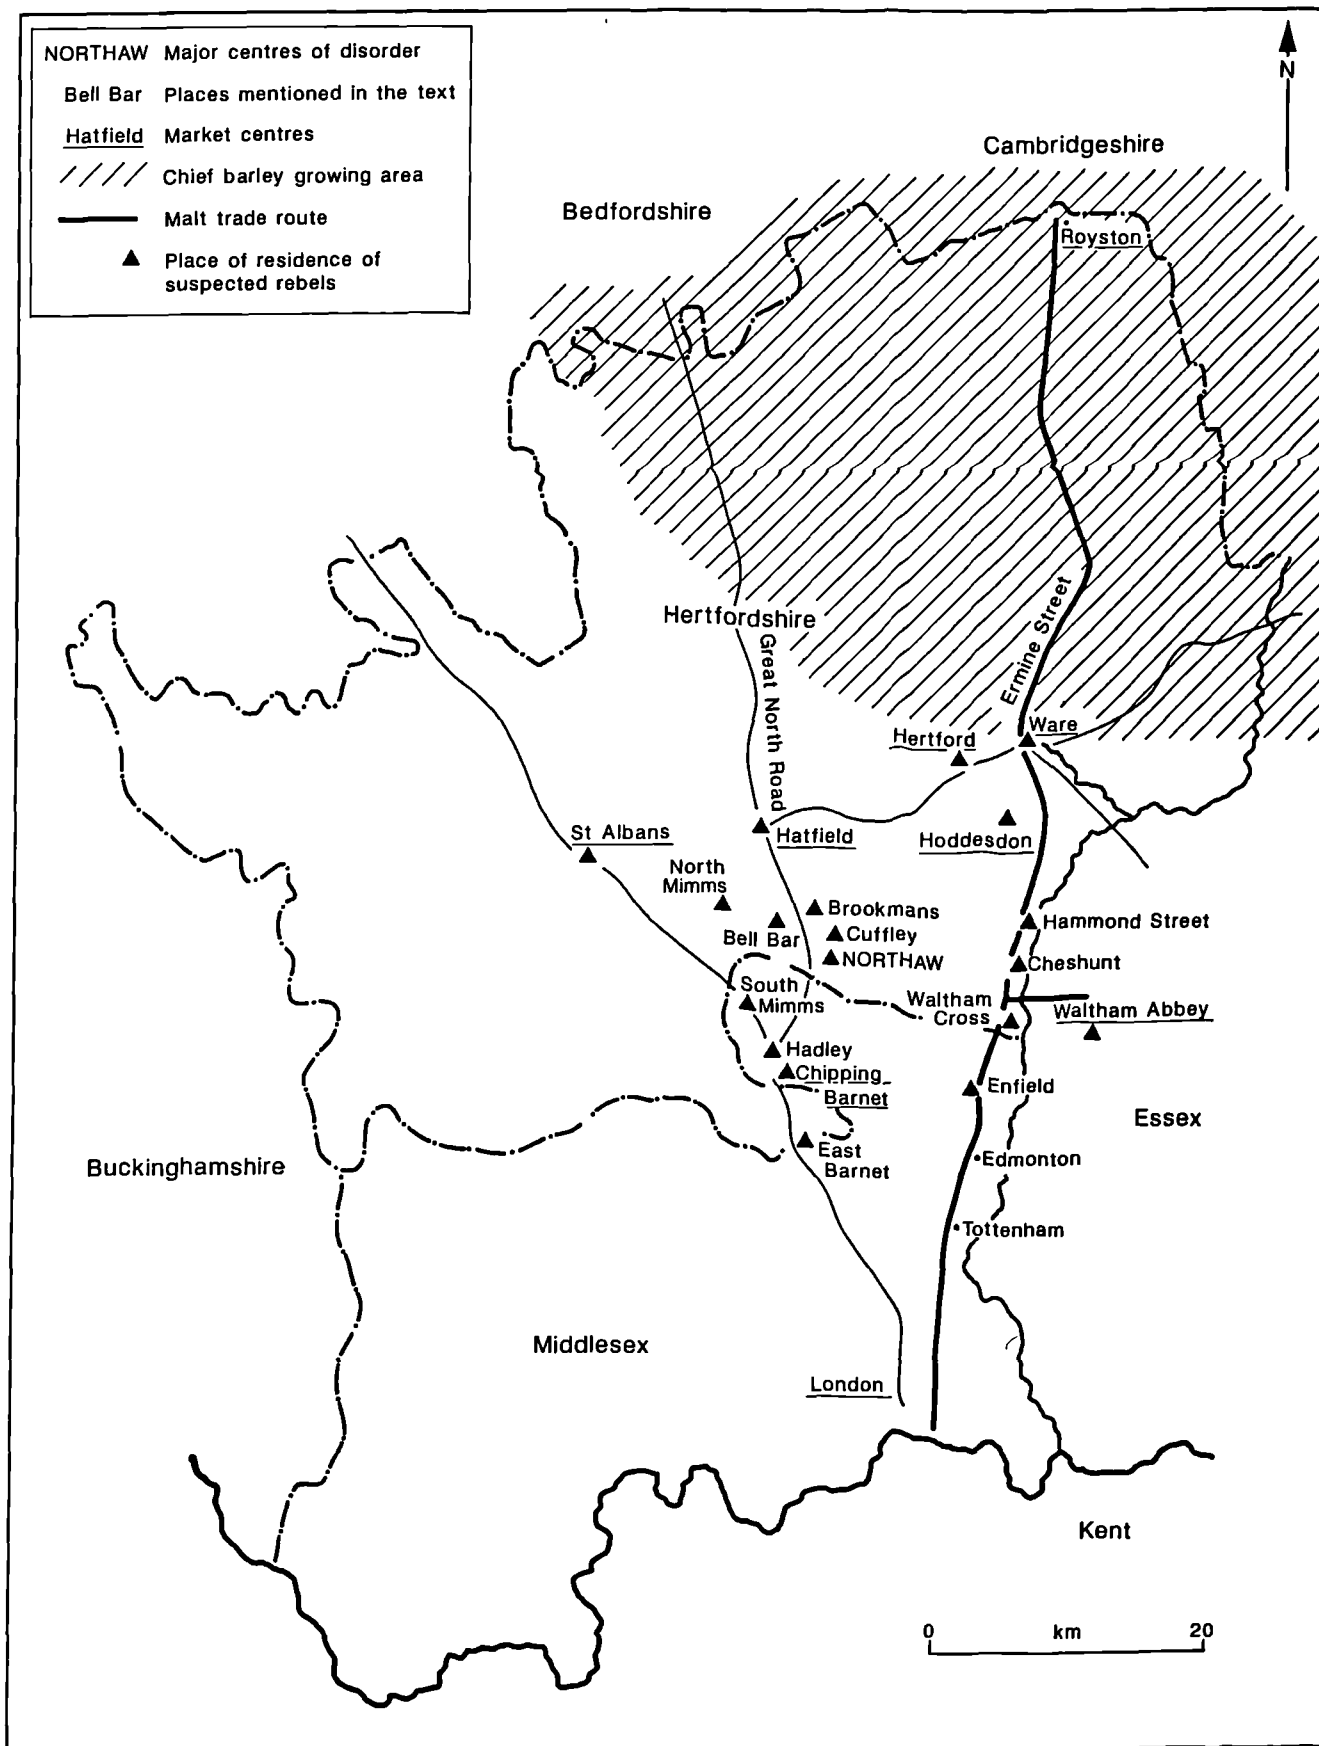 NORTHAW Major centres of disorder
Bell Bar Places mentioned in the text
Hatfield Market centres
Chief barley growing area
Malt trade route
Place of residence of
suspected rebels
N
Cambridgeshire
Bedfordshire
Royston
Hertfordshire
Great North Road
Ermine Street
Ware
Hertford
St Albans
Hatfield
Hoddesdon
North
Mimms
Brookmans
Hammond Street
Bell Bar
Cuffley
NORTHAW
Cheshunt
South
Mimms
Waltham
Cross
Waltham Abbey
Hadley
Chipping
Barnet
Enfield
Essex
East
Barnet
Edmonton
Buckinghamshire
Tottenham
Middlesex
London
Kent
0 km 20